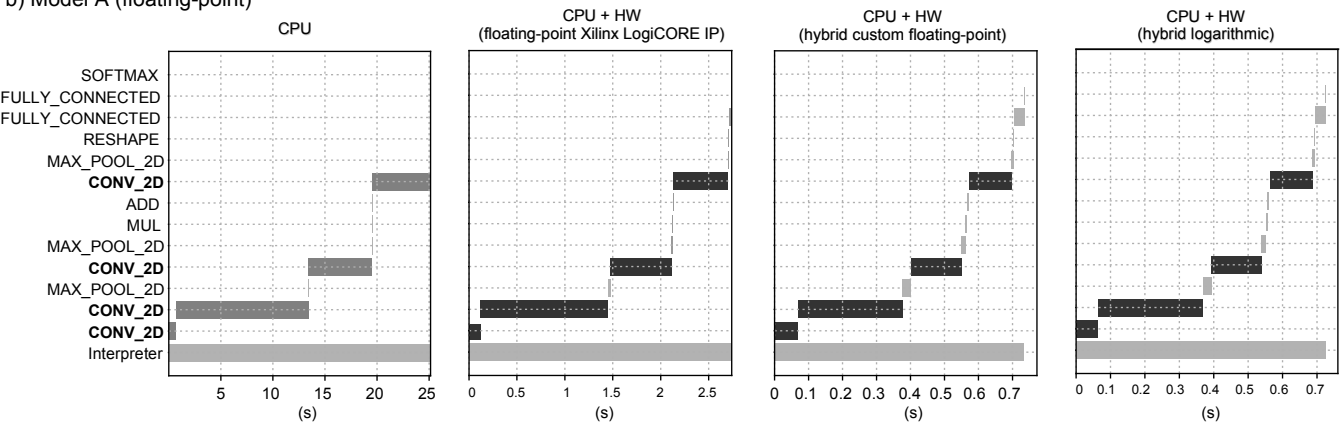 b) Model A (floating-point)
CPU
CPU + HW
(floating-point Xilinx LogiCORE IP)
CPU + HW
(hybrid custom floating-point)
CPU + HW
(hybrid logarithmic)
SOFTMAX
FULLY_CONNECTED
FULLY_CONNECTED
RESHAPE
MAX_POOL_2D
CONV_2D
ADD
MUL
MAX_POOL_2D
CONV_2D
MAX_POOL_2D
CONV_2D
CONV_2D
Interpreter
5 10 15 20 25
(s)
0 0.5 1 1.5 2 2.5
(s)
0 0.1 0.2 0.3 0.4 0.5 0.6 0.7
(s)
0 0.1 0.2 0.3 0.4 0.5 0.6 0.7
(s)